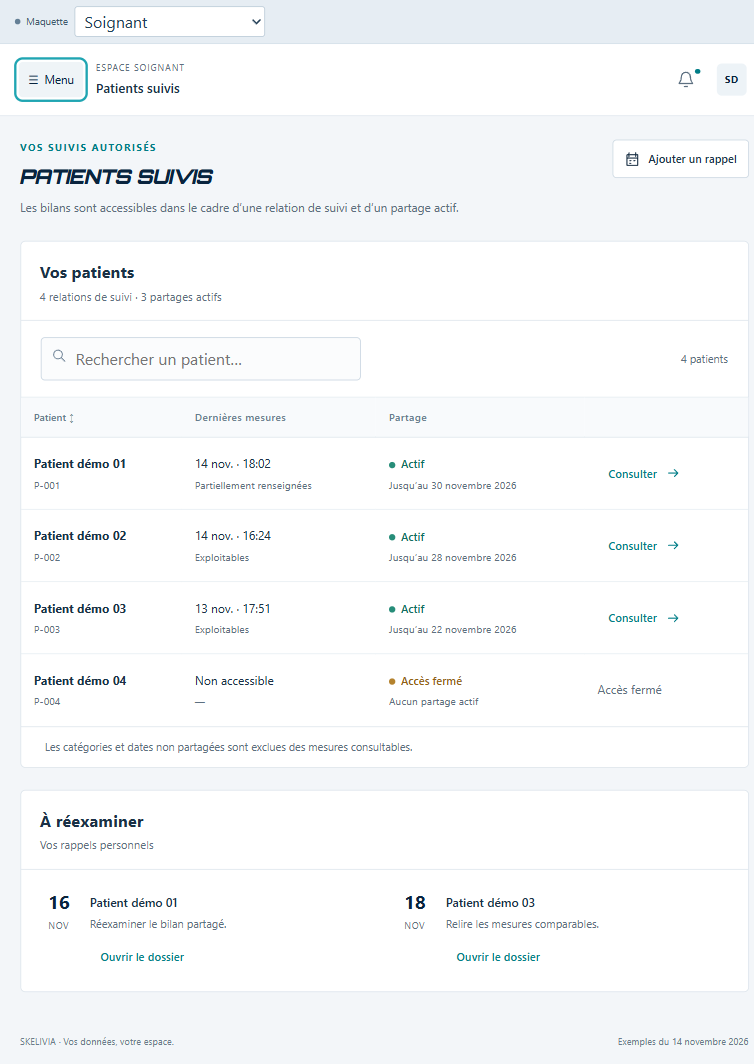 Maquette Soignant
Menu
ESPACE SOIGNANT
Patients suivis
SD
VOS SUIVIS AUTORISÉS
PATIENTS SUIVIS
Ajouter un rappel
Les bilans sont accessibles dans le cadre d'une relation de suivi et d'un partage actif.
Vos patients
4 relations de suivi · 3 partages actifs
Rechercher un patient...
4 patients
Patient ↕ Dernières mesures Partage
Patient démo 01 14 nov. · 18:02 Actif
P-001 Partiellement renseignées Jusqu'au 30 novembre 2026
Consulter →
Patient démo 02 14 nov. · 16:24 Actif
P-002 Exploitables Jusqu'au 28 novembre 2026
Consulter →
Patient démo 03 13 nov. · 17:51 Actif
P-003 Exploitables Jusqu'au 22 novembre 2026
Consulter →
Patient démo 04 Non accessible Accès fermé
P-004 — Aucun partage actif
Accès fermé
Les catégories et dates non partagées sont exclues des mesures consultables.
À réexaminer
Vos rappels personnels
16 NOV
Patient démo 01
Réexaminer le bilan partagé.
Ouvrir le dossier
18 NOV
Patient démo 03
Relire les mesures comparables.
Ouvrir le dossier
SKELIVIA · Vos données, votre espace.
Exemples du 14 novembre 2026